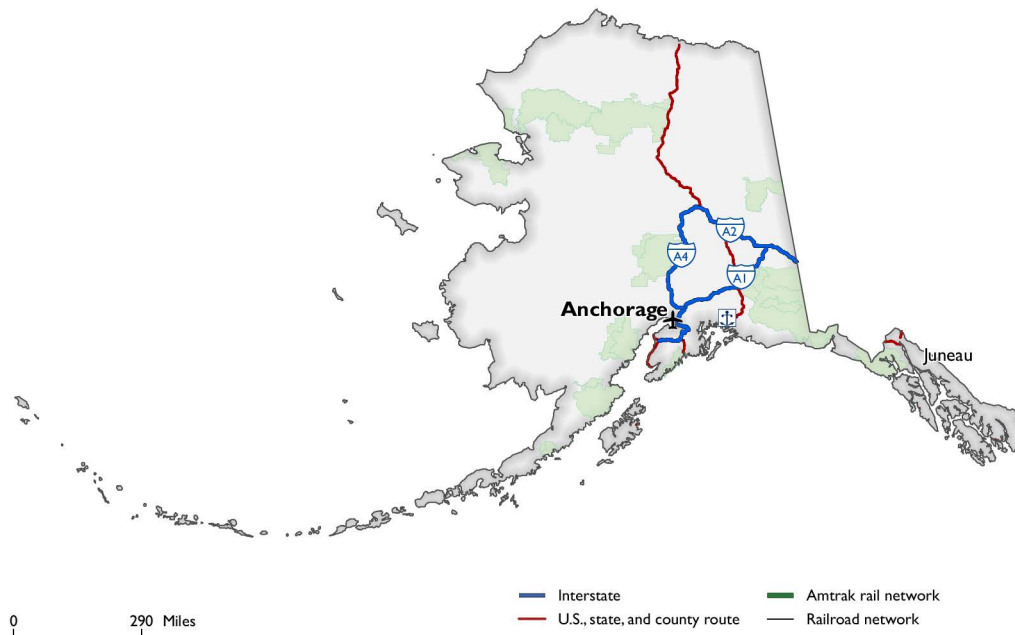 A2
A4
A1
Anchorage
Juneau
Interstate
Amtrak rail network
0 290 Miles
U.S., state, and county route
Railroad network